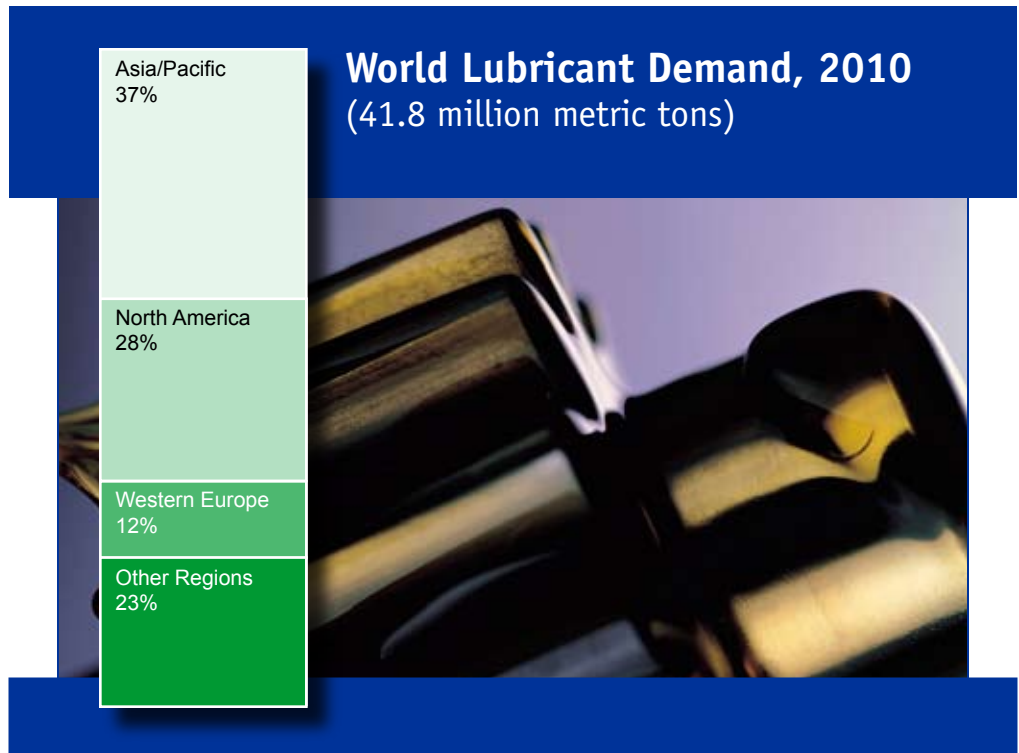 World Lubricant Demand, 2010
(41.8 million metric tons)
Asia/Pacific
37%
North America
28%
Western Europe
12%
Other Regions
23%